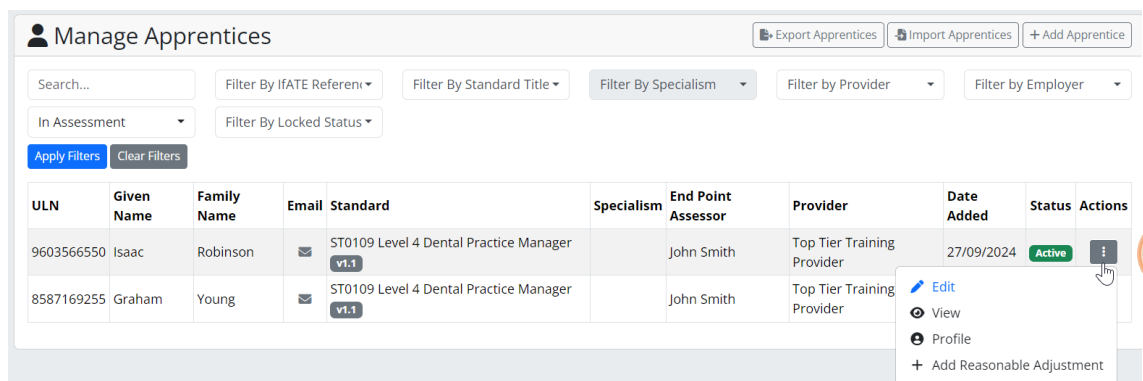 Manage Apprentices
Export Apprentices Import Apprentices + Add Apprentice
Search... Filter By IfATE Referenc Filter By Standard Title Filter By Specialism Filter by Provider Filter by Employer
In Assessment Filter By Locked Status
Apply Filters Clear Filters
ULN Given Name Family Name Email Standard Specialism End Point Assessor Provider Date Added Status Actions
9603566550 Isaac Robinson ST0109 Level 4 Dental Practice Manager v1.1 John Smith Top Tier Training Provider 27/09/2024 Active
8587169255 Graham Young ST0109 Level 4 Dental Practice Manager v1.1 John Smith Top Tier Training Provider
Edit
View
Profile
+ Add Reasonable Adjustment